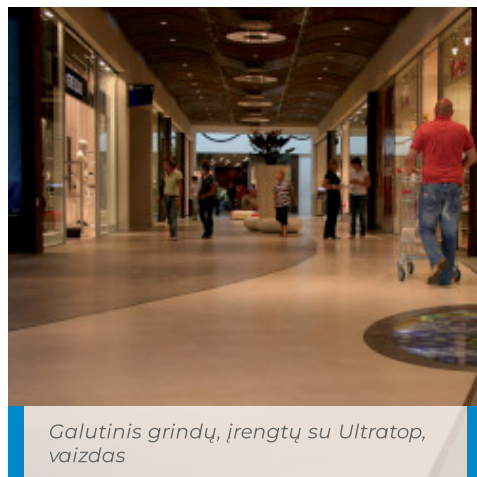 Galutinis grindų, įrengtų su Ultratop,
vaizdas